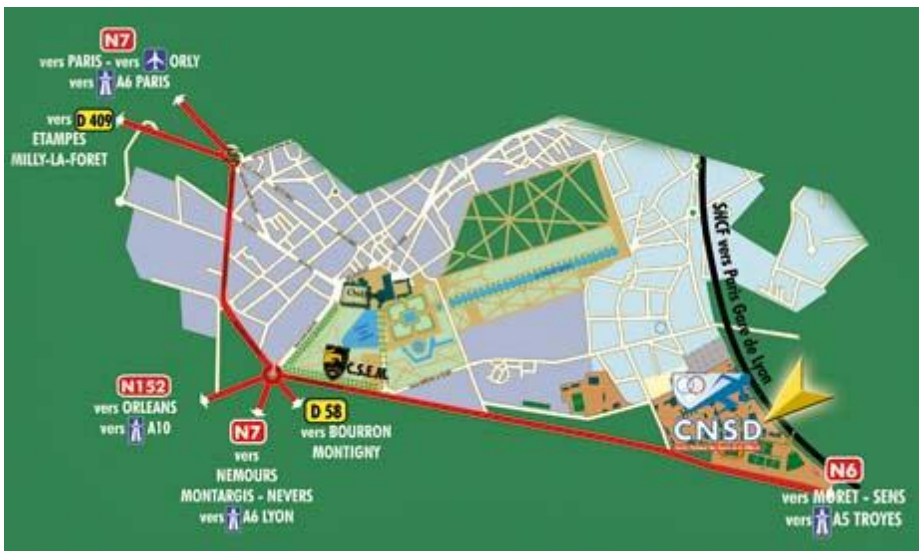 N7
vers PARIS - vers ORLY
vers A6 PARIS
vers D 409
ETAMPES
MILLY-LA-FORET
SHCF vers Paris Gare de Lyon
C.S.E.M.
CNSD
N152
vers ORLEANS
vers A10
N7
vers
NEMOURS
MONTARGIS - NEVERS
vers A6 LYON
D 58
vers BOURRON
MONTIGNY
N6
vers MORET - SENS
vers A5 TROYES